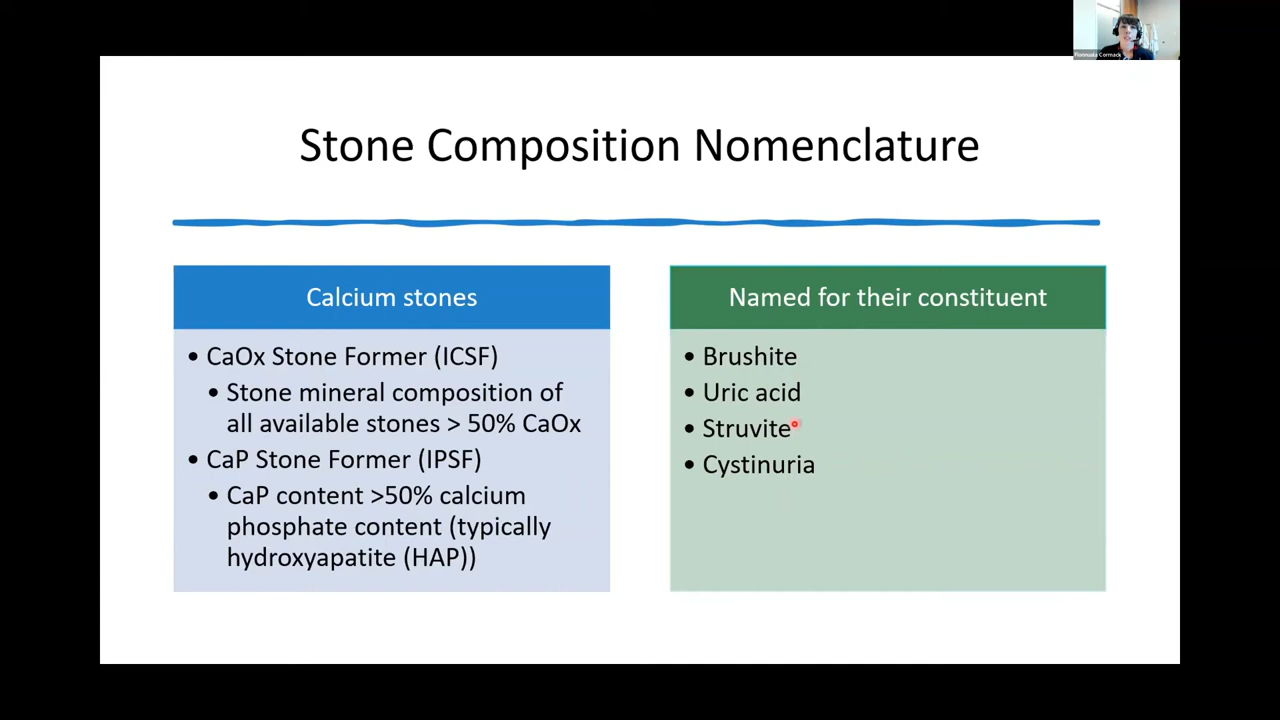 Fionnuala Cormack
Stone Composition Nomenclature
Calcium stones
• CaOx Stone Former (ICSF)
• Stone mineral composition of
all available stones > 50% CaOx
• CaP Stone Former (IPSF)
• CaP content >50% calcium
phosphate content (typically
hydroxyapatite (HAP))
Named for their constituent
• Brushite
• Uric acid
• Struvite
• Cystinuria